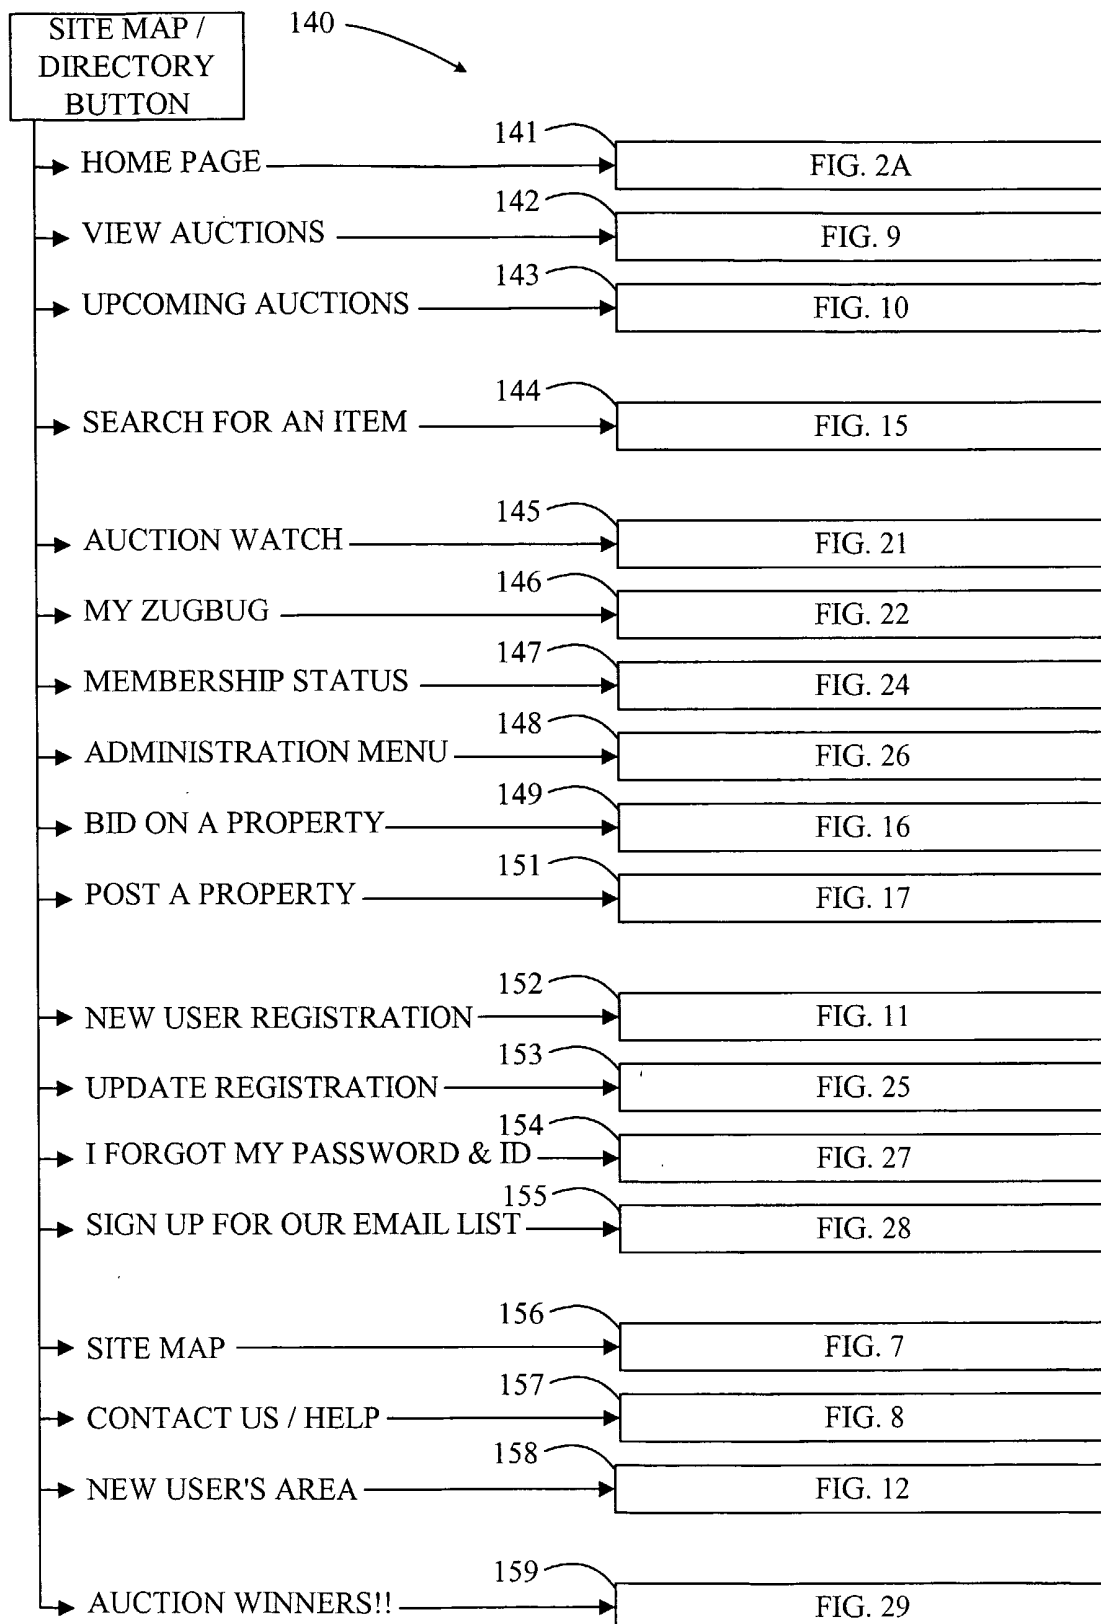 SITE MAP /
DIRECTORY
BUTTON
140
HOME PAGE 141 FIG. 2A
VIEW AUCTIONS 142 FIG. 9
UPCOMING AUCTIONS 143 FIG. 10
SEARCH FOR AN ITEM 144 FIG. 15
AUCTION WATCH 145 FIG. 21
MY ZUGBUG 146 FIG. 22
MEMBERSHIP STATUS 147 FIG. 24
ADMINISTRATION MENU 148 FIG. 26
BID ON A PROPERTY 149 FIG. 16
POST A PROPERTY 151 FIG. 17
NEW USER REGISTRATION 152 FIG. 11
UPDATE REGISTRATION 153 FIG. 25
I FORGOT MY PASSWORD & ID 154 FIG. 27
SIGN UP FOR OUR EMAIL LIST 155 FIG. 28
SITE MAP 156 FIG. 7
CONTACT US / HELP 157 FIG. 8
NEW USER'S AREA 158 FIG. 12
AUCTION WINNERS!! 159 FIG. 29